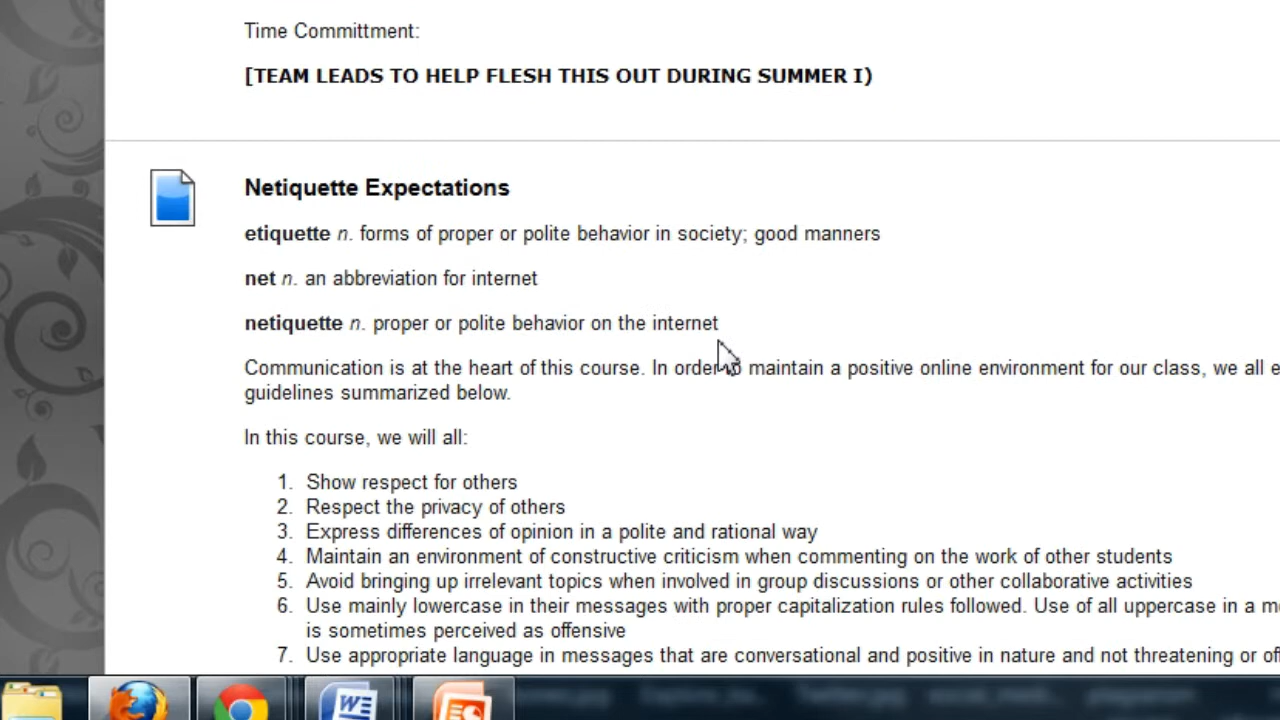 Time Committment:
[TEAM LEADS TO HELP FLESH THIS OUT DURING SUMMER I)
Netiquette Expectations
etiquette n. forms of proper or polite behavior in society; good manners
net n. an abbreviation for internet
netiquette n. proper or polite behavior on the internet
Communication is at the heart of this course. In order to maintain a positive online environment for our class, we all
guidelines summarized below.
In this course, we will all:
1. Show respect for others
2. Respect the privacy of others
3. Express differences of opinion in a polite and rational way
4. Maintain an environment of constructive criticism when commenting on the work of other students
5. Avoid bringing up irrelevant topics when involved in group discussions or other collaborative activities
6. Use mainly lowercase in their messages with proper capitalization rules followed. Use of all uppercase in a
is sometimes perceived as offensive
7. Use appropriate language in messages that are conversational and positive in nature and not threatening or